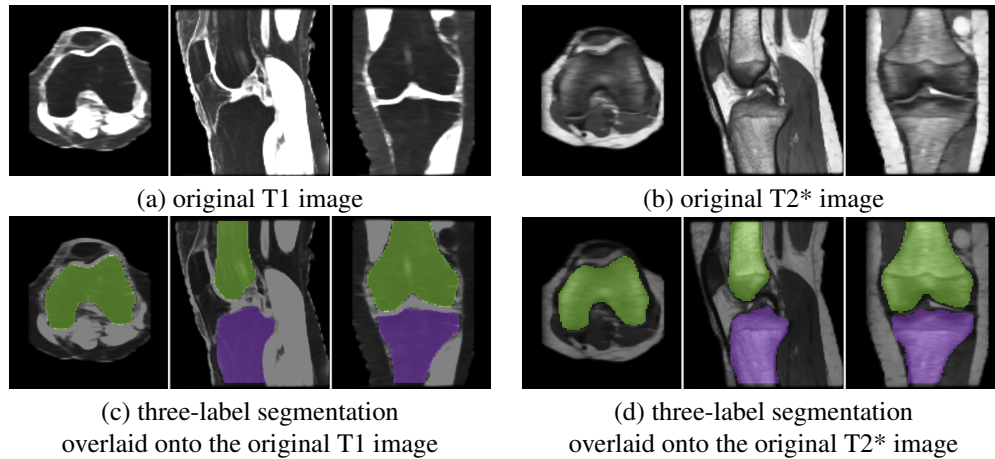 (a) original T1 image
(b) original T2* image
(c) three-label segmentation
overlaid onto the original T1 image
(d) three-label segmentation
overlaid onto the original T2* image